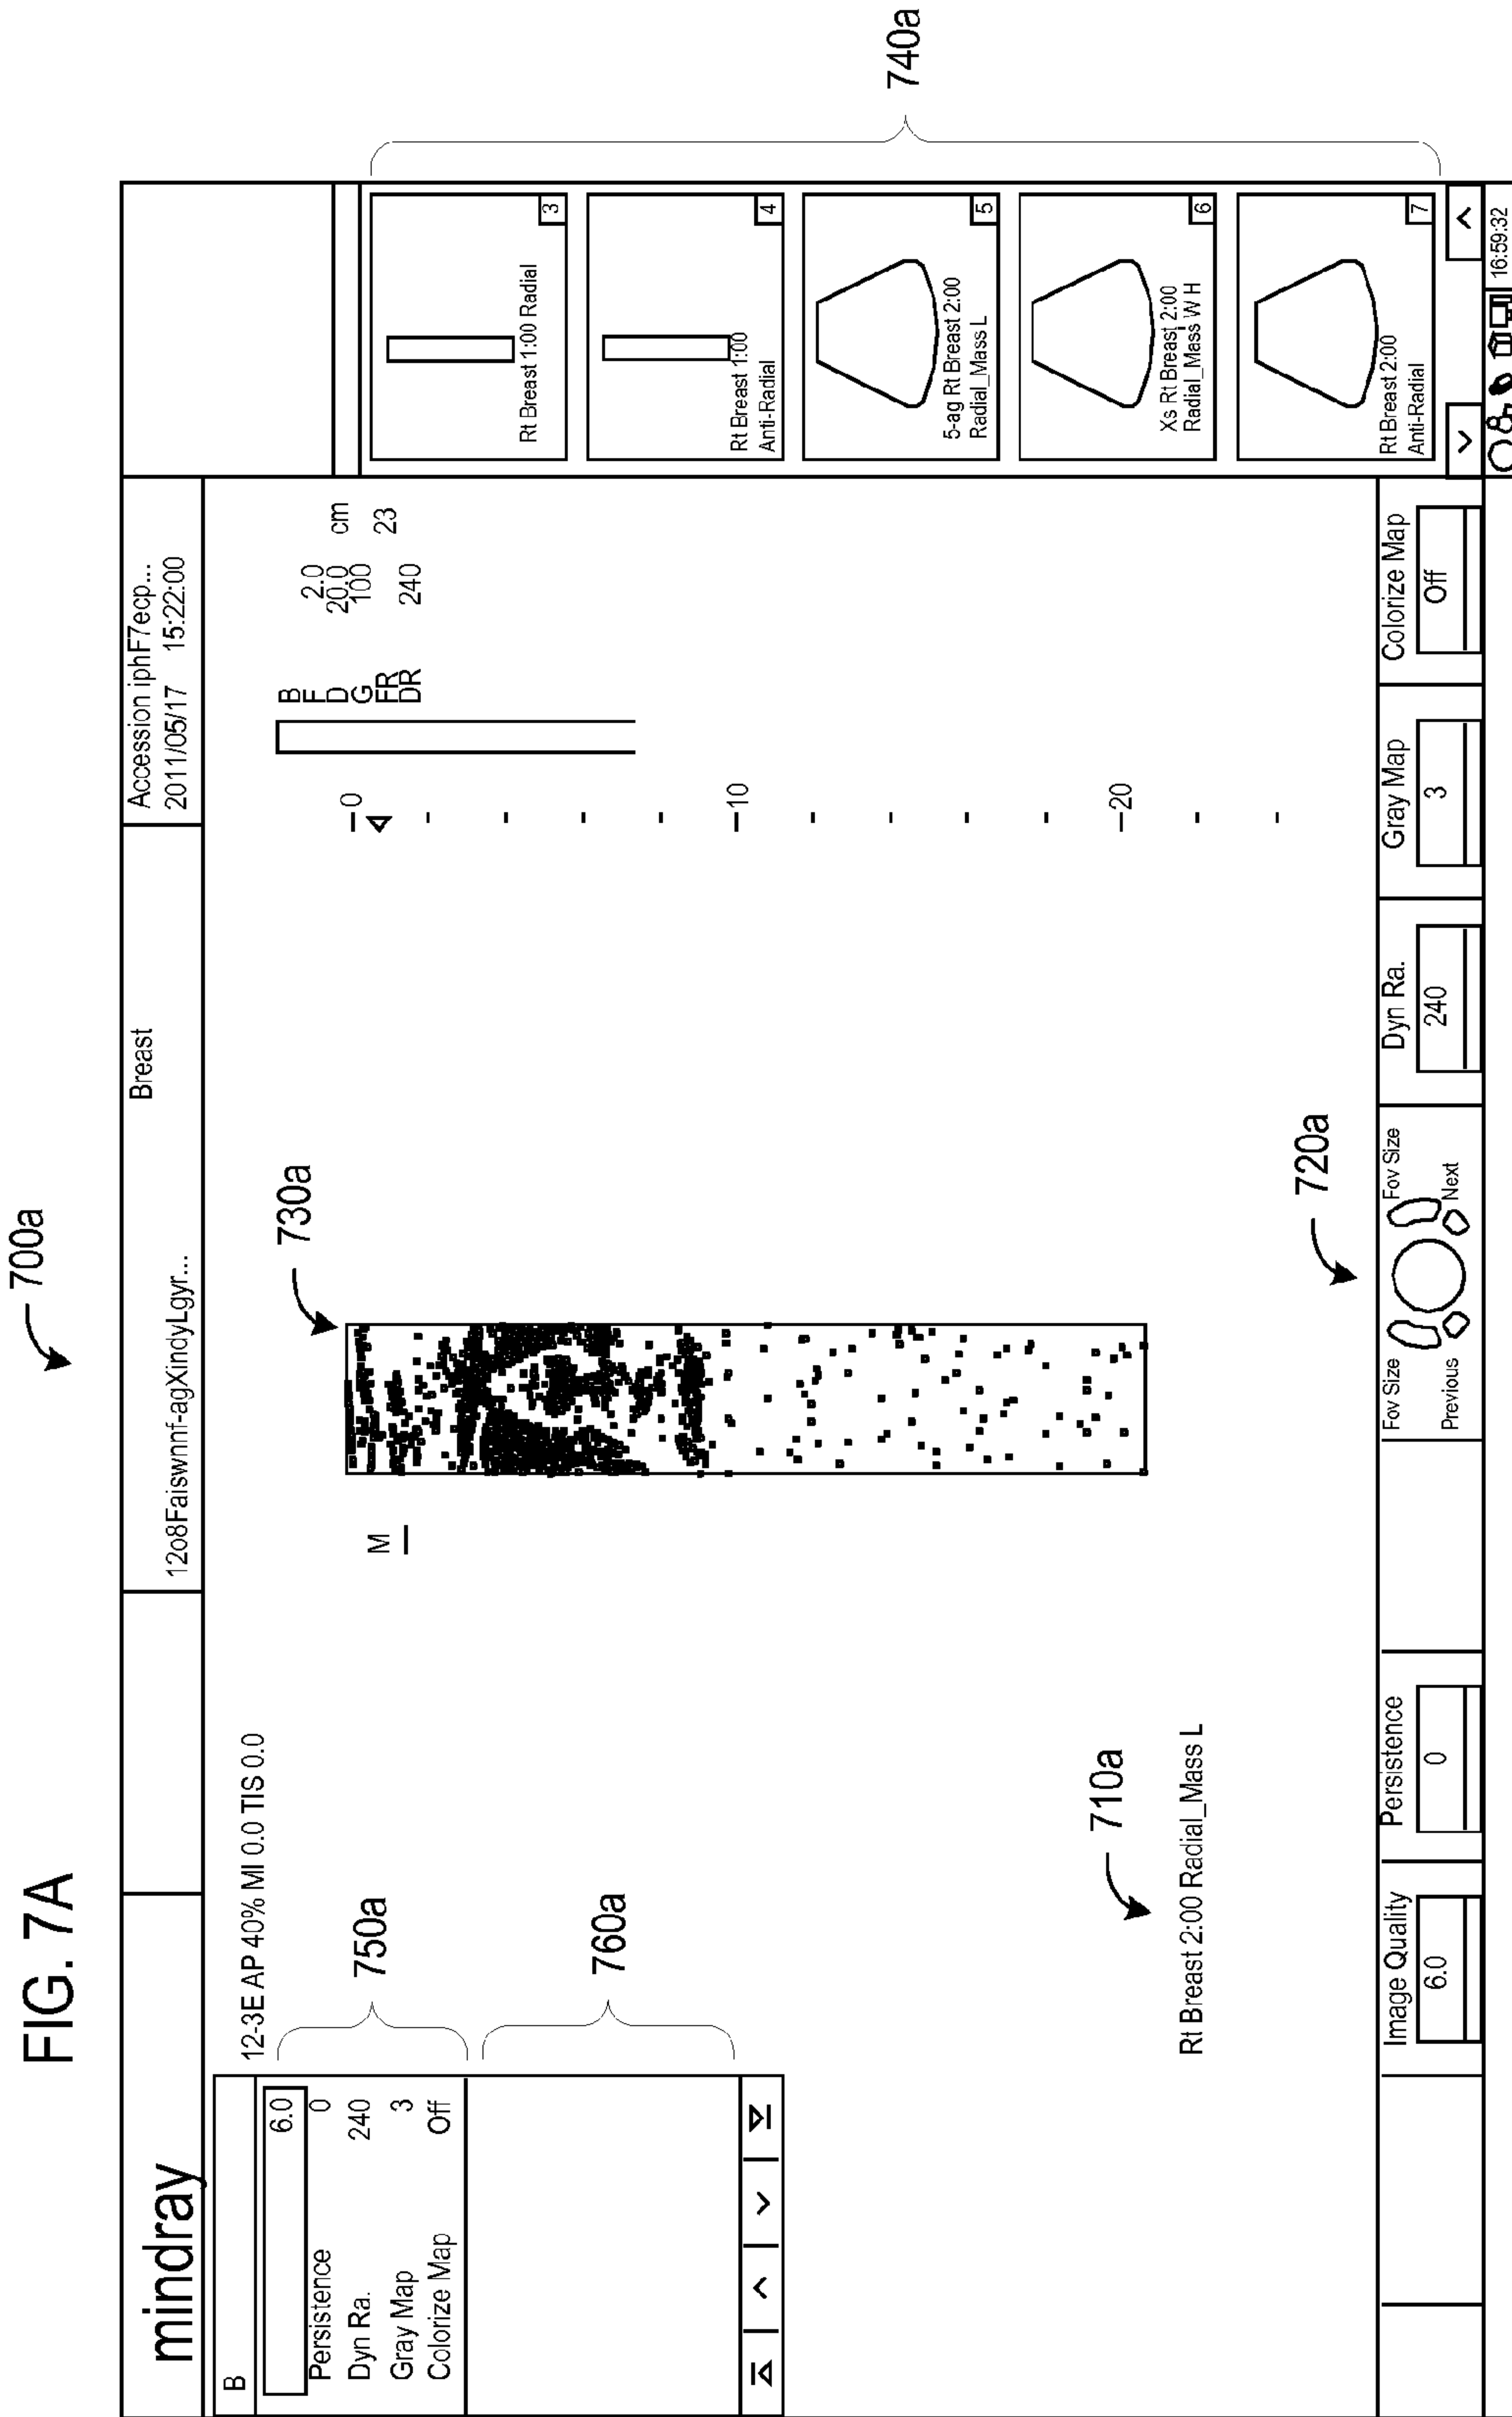 FIG. 7A
700a
mindray
Breast
Accession iphF7ecp...
12o8Faiswnnf-agXindyLgyr...
2011/05/17 15:22:00
B
12-3E AP 40% MI 0.0 TIS 0.0
6.0
Persistence 0
Dyn Ra. 240
Gray Map 3
Colorize Map Off
750a
760a
730a
M
B
F 2.0
D 20.0 cm
G 100
FR 23
DR 240
0
10
20
710a
Rt Breast 2:00 Radial_Mass L
720a
740a
Rt Breast 1:00 Radial
3
Rt Breast 1:00
Anti-Radial
4
5-ag Rt Breast 2:00
Radial_Mass L
5
Xs Rt Breast 2:00
Radial_Mass W H
6
Rt Breast 2:00
Anti-Radial
7
Image Quality
6.0
Persistence
0
Fov Size
Fov Size
Previous
Next
Dyn Ra.
240
Gray Map
3
Colorize Map
Off
16:59:32